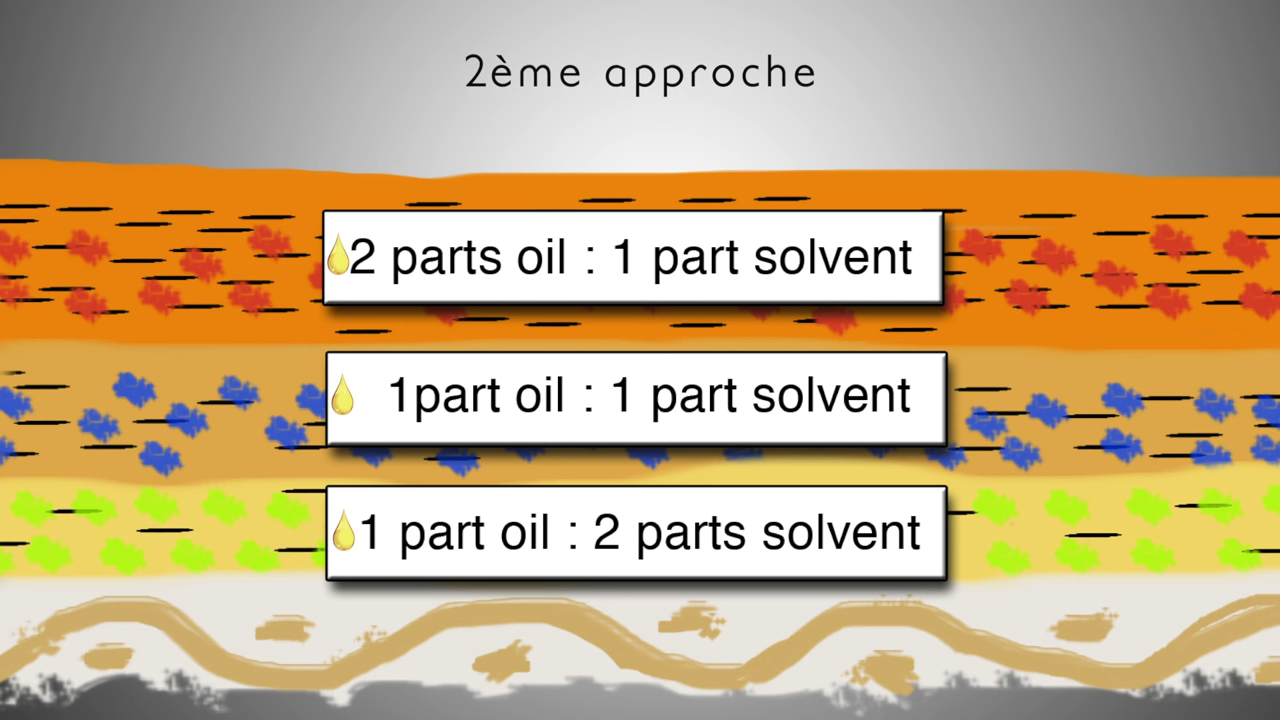 2ème approche
2 parts oil : 1 part solvent
1part oil : 1 part solvent
1 part oil : 2 parts solvent